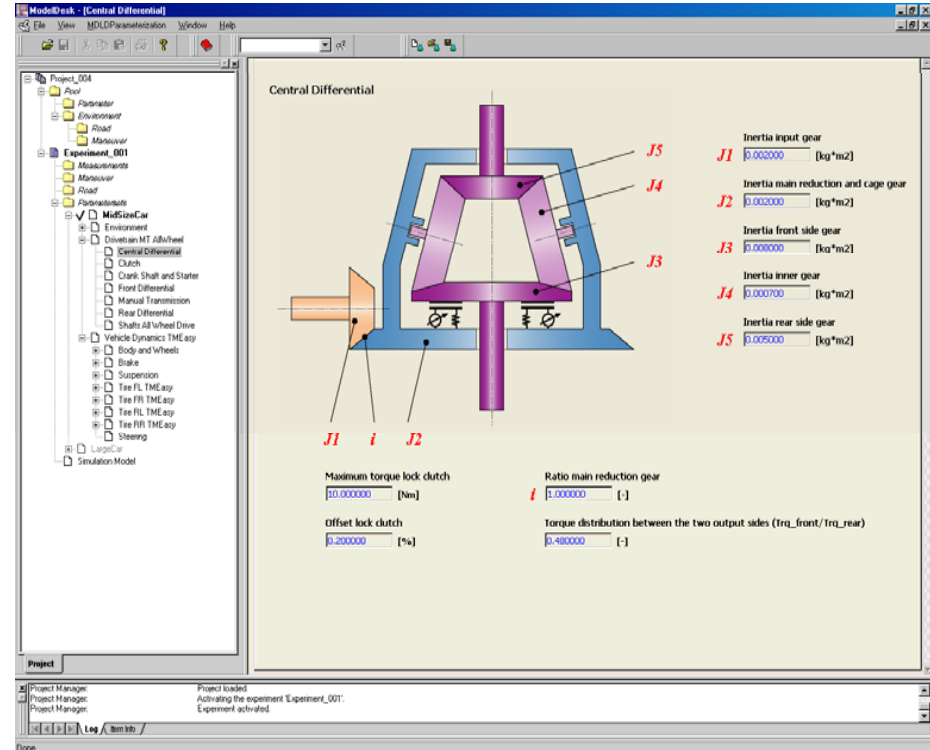 ModelDesk - [Central Differential]
File View MDLDParameterization Window Help
Project_004
Pool
Parameter
Environment
Road
Maneuver
Experiment_001
Measurements
Maneuver
Road
Parametersets
MidSizeCar
Environment
Drivetrain MT AllWheel
Central Differential
Clutch
Crank Shaft and Starter
Front Differential
Manual Transmission
Rear Differential
Shafts All Wheel Drive
Vehicle Dynamics TMEasy
Body and Wheels
Brake
Suspension
Tire FL TMEasy
Tire FR TMEasy
Tire RL TMEasy
Tire RR TMEasy
Steering
LargeCar
Simulation Model
Project
Central Differential
J5
J4
J3
J1 i J2
Inertia input gear
J1 0.002000 [kg*m2]
Inertia main reduction and cage gear
J2 0.002000 [kg*m2]
Inertia front side gear
J3 0.008000 [kg*m2]
Inertia inner gear
J4 0.000700 [kg*m2]
Inertia rear side gear
J5 0.005000 [kg*m2]
Maximum torque lock clutch
10.000000 [Nm]
Ratio main reduction gear
i 1.000000 [-]
Offset lock clutch
0.200000 [%]
Torque distribution between the two output sides (Trq_front/Trq_rear)
0.480000 [-]
Project Manager: Project loaded.
Project Manager: Activating the experiment 'Experiment_001'.
Project Manager: Experiment activated.
Log Item Info
Done